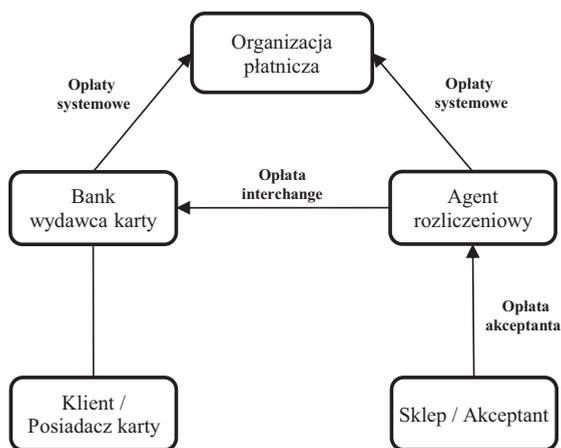 Organizacja
płatnicza
Opłaty
systemowe
Opłaty
systemowe
Bank
wydawca karty
Opłata
interchange
Agent
rozliczeniowy
Opłata
akceptanta
Klient /
Posiadacz karty
Sklep / Akceptant